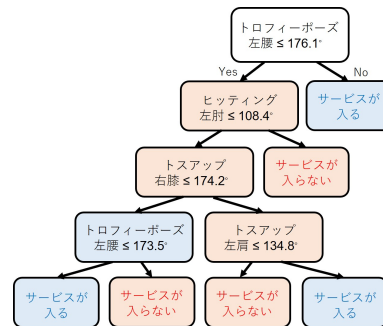 トロフィーポーズ
左腰 ≤ 176.1°
Yes
No
ヒッティング
左肘 ≤ 108.4°
サービスが
入る
トスアップ
右膝 ≤ 174.2°
サービスが
入らない
トロフィーポーズ
左腰 ≤ 173.5°
トスアップ
左肩 ≤ 134.8°
サービスが
入る
サービスが
入らない
サービスが
入らない
サービスが
入る